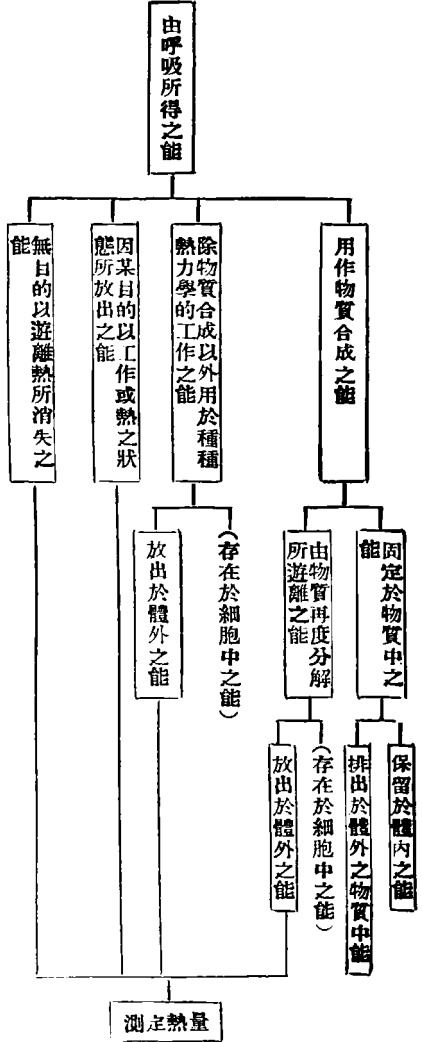 由呼吸所得之能
用作物質合成之能
除物質合成以外用於種種
熱力學的工作之能
因某目的以工作或熱之狀
態所放出之能
無目的以遊離熱所消失之
能
固定於物質中之
能
由物質再度分解
所遊離之能
(存在於細胞中之能)
放出於體外之能
保留於體內之能
排出於體外之物質中能
(存在於細胞中之能)
放出於體外之能
測定熱量